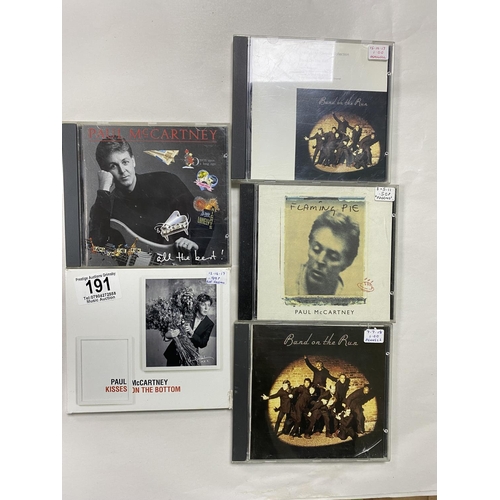 PAUL McCARTNEY
all the best!
Prestige Auctions Grimsby
191
Tel:07958272928
Music Auction
PAUL McCARTNEY
KISSES ON THE BOTTOM
Band on the Run
FLAMING PIE
PAUL McCARTNEY
Band on the Run